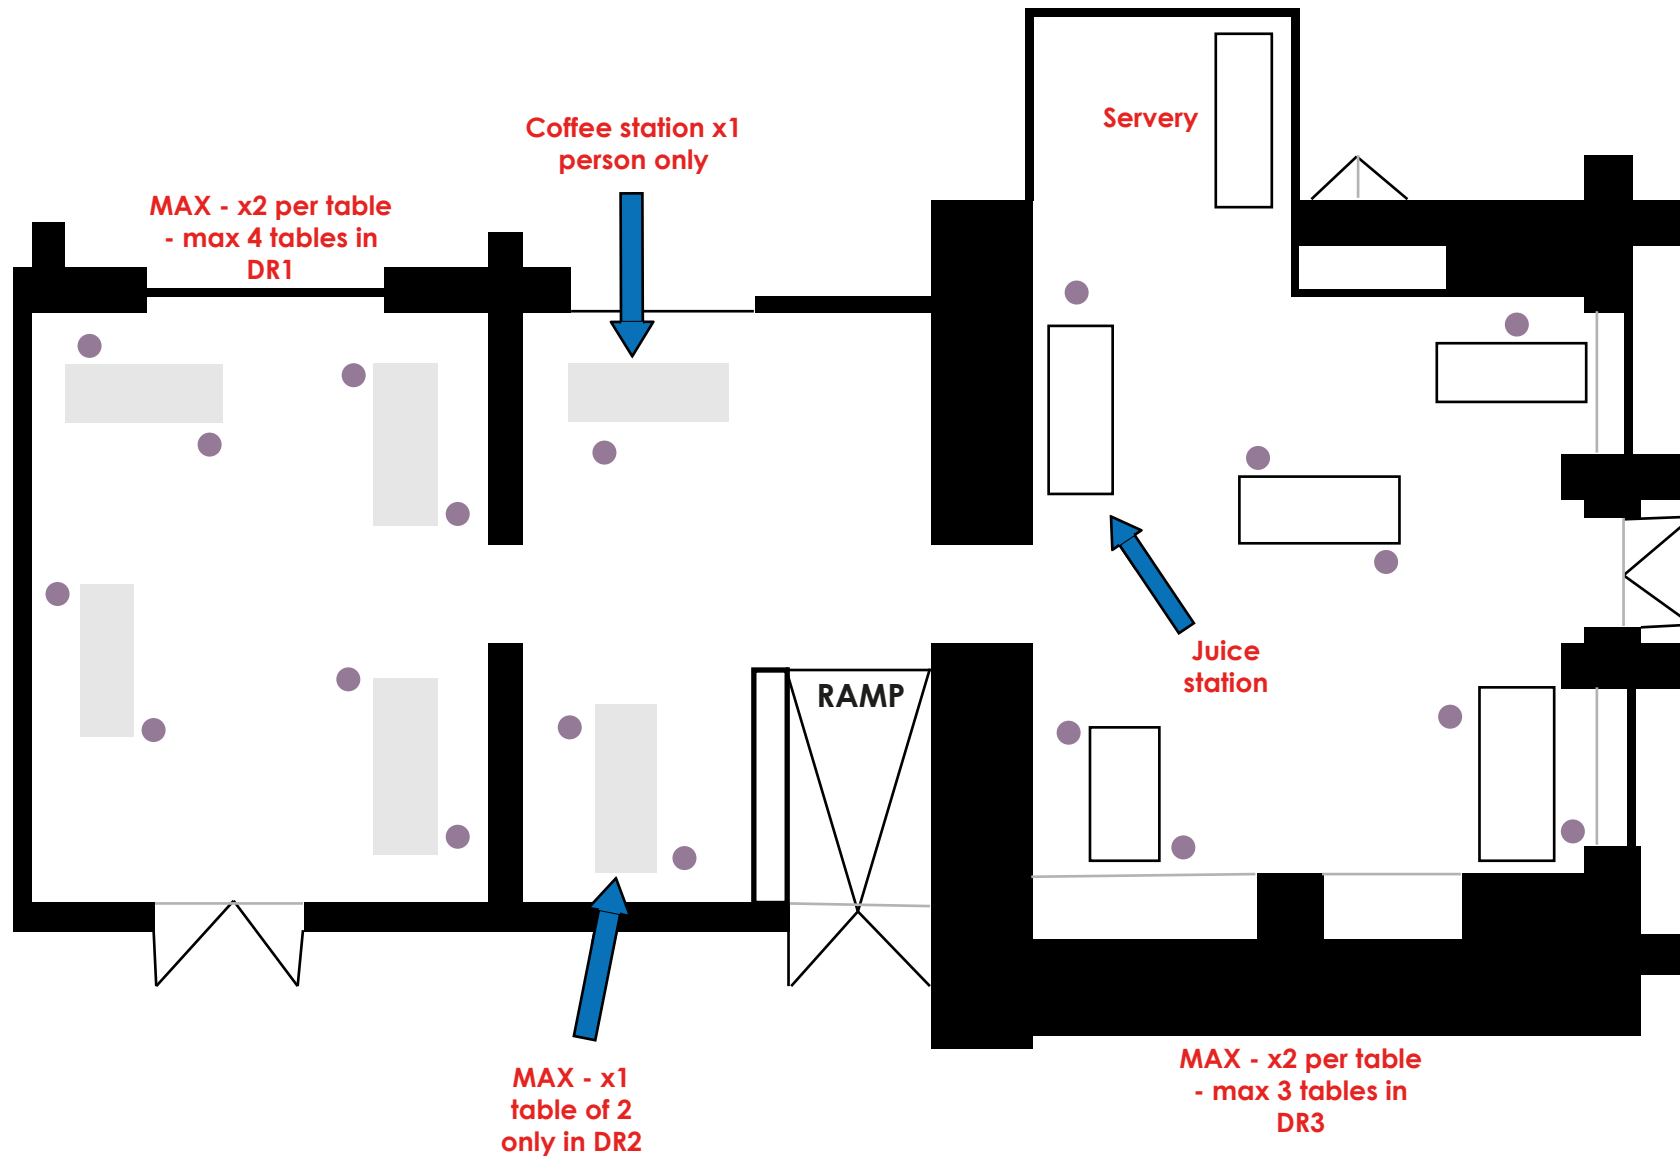 Servery
Coffee station x1
person only
MAX - x2 per table
- max 4 tables in
DR1
Juice
station
RAMP
MAX - x1
table of 2
only in DR2
MAX - x2 per table
- max 3 tables in
DR3